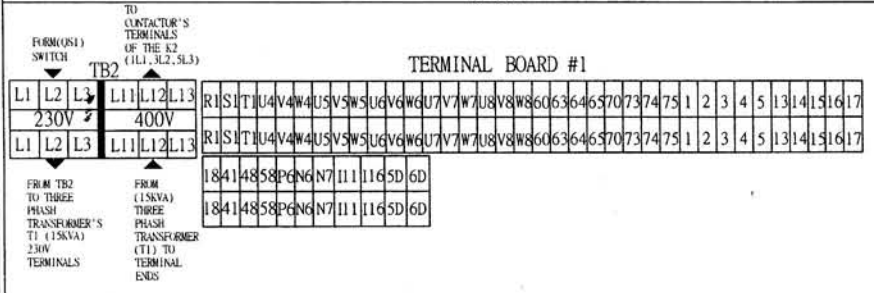 TO
CONTACTOR'S
TERMINALS
OF THE K2
(1L1,3L2,5L3)
FORM(QS1)
SWITCH
TB2
TERMINAL BOARD #1
L1 L2 L3 L11 L12 L13
230V 400V
L1 L2 L3 L11 L12 L13
R1 S1 T1 U4 V4 W4 U5 V5 W5 U6 V6 W6 U7 V7 W7 U8 V8 W8 60 63 64 65 70 73 74 75 1 2 3 4 5 13 14 15 16 17
R1 S1 T1 U4 V4 W4 U5 V5 W5 U6 V6 W6 U7 V7 W7 U8 V8 W8 60 63 64 65 70 73 74 75 1 2 3 4 5 13 14 15 16 17
18 41 48 58 P6 N6 N7 I11 I16 5D 6D
18 41 48 58 P6 N6 N7 I11 I16 5D 6D
FROM TB2
TO THREE
PHASH
TRANSFORMER'S
T1 (15KVA)
230V
TERMINALS
FROM
(15KVA)
THREE
PHASH
TRANSFORMER
(T1) TO
TERMINAL
ENDS